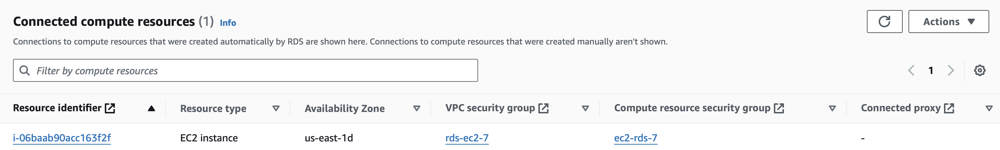 Connected compute resources (1) Info
Actions
Connections to compute resources that were created automatically by RDS are shown here. Connections to compute resources that were created manually aren't shown.
Filter by compute resources
1
Resource identifier Resource type Availability Zone VPC security group Compute resource security group Connected proxy
i-06baab90acc163f2f EC2 instance us-east-1d rds-ec2-7 ec2-rds-7 -